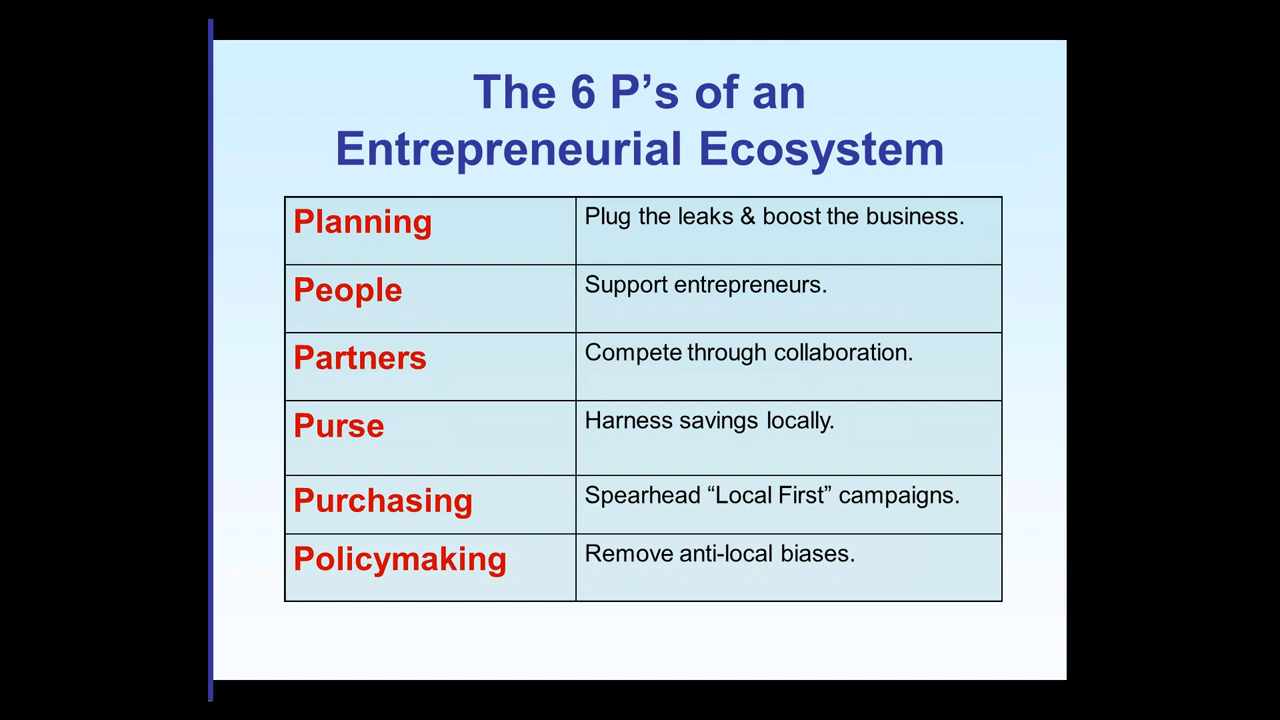 The 6 P’s of an
Entrepreneurial Ecosystem
Planning
Plug the leaks & boost the business.
People
Support entrepreneurs.
Partners
Compete through collaboration.
Purse
Harness savings locally.
Purchasing
Spearhead “Local First” campaigns.
Policymaking
Remove anti-local biases.